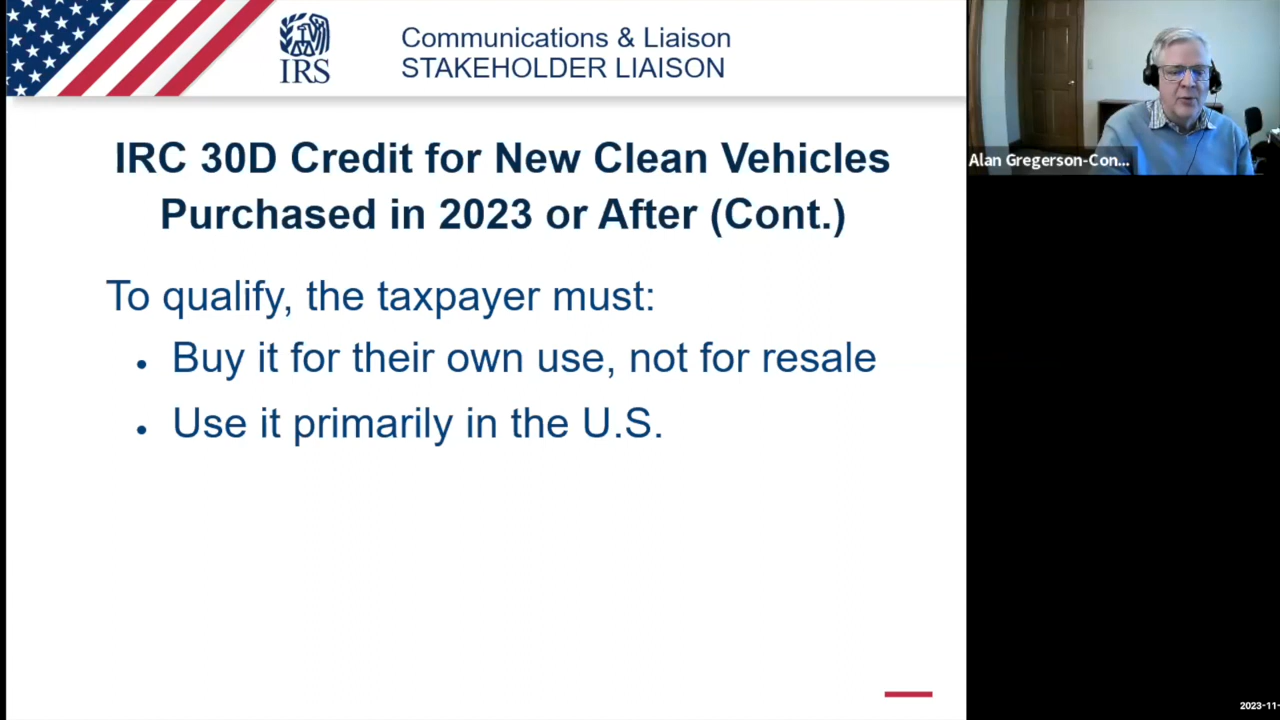 IRS
Communications & Liaison
STAKEHOLDER LIAISON
IRC 30D Credit for New Clean Vehicles
Purchased in 2023 or After (Cont.)
To qualify, the taxpayer must:
• Buy it for their own use, not for resale
• Use it primarily in the U.S.
Alan Gregerson-Con...
2023-11-